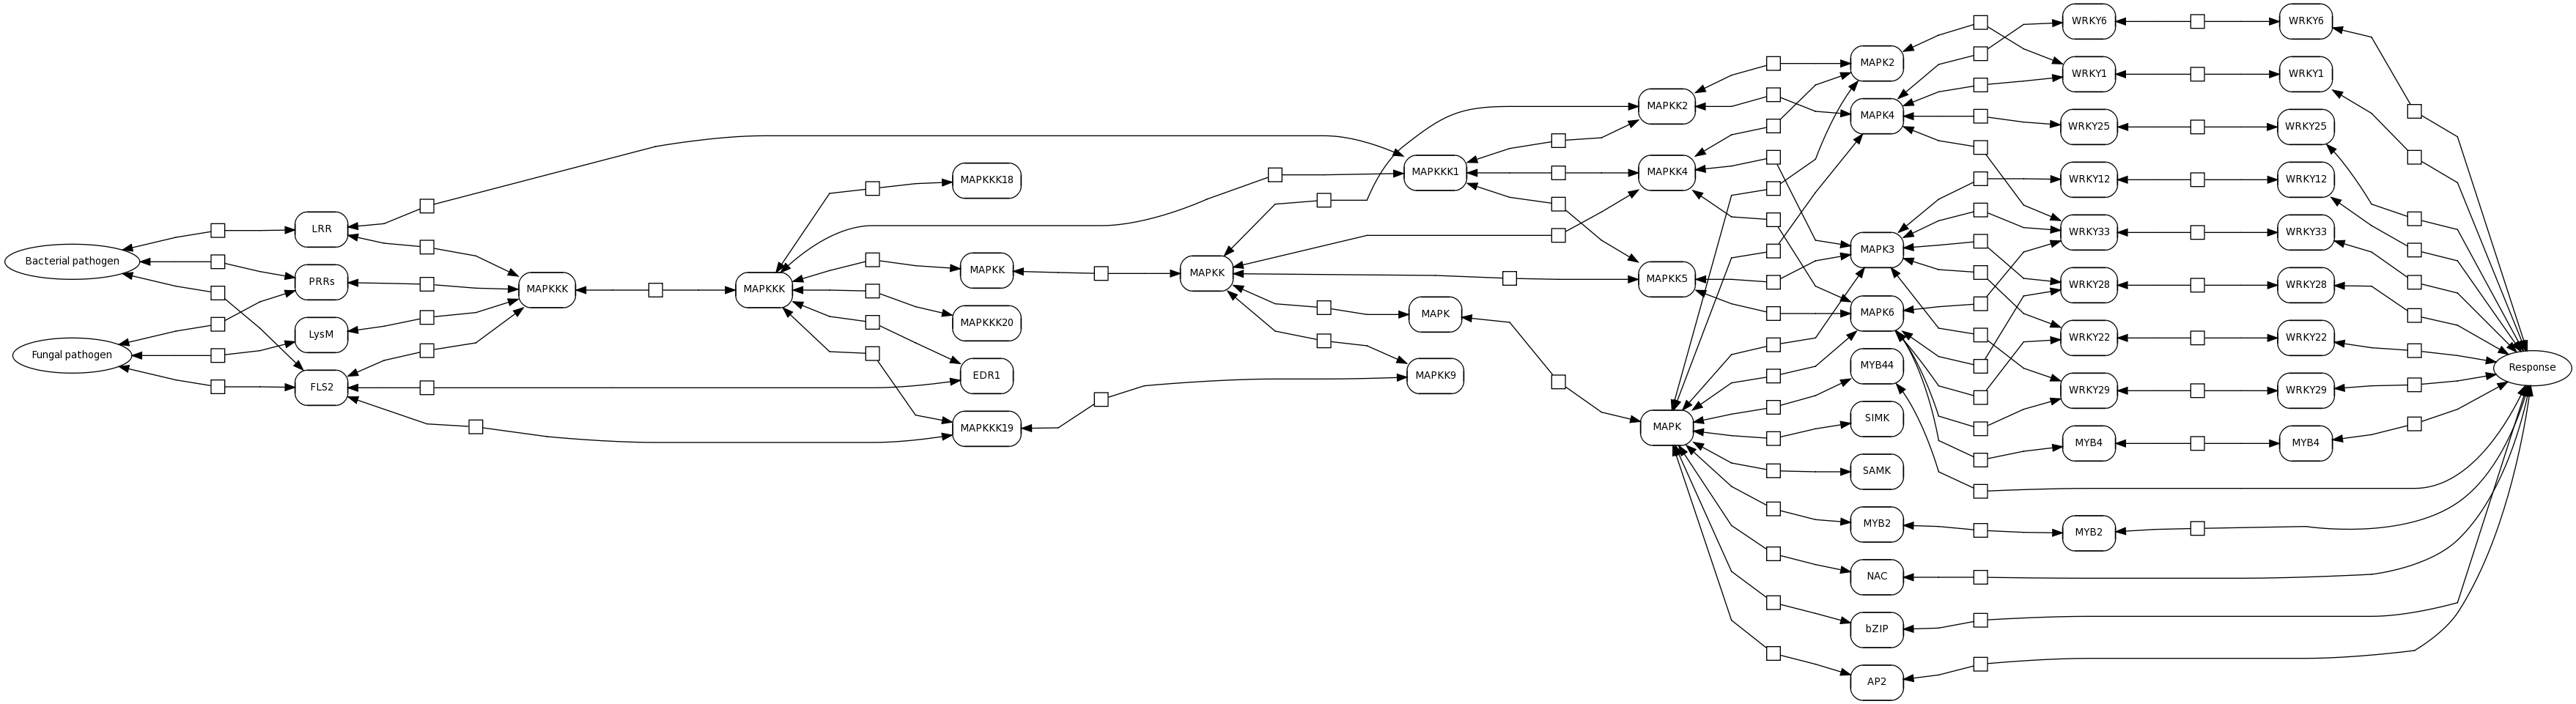 Bacterial pathogen
Fungal pathogen
LRR
PRRs
LysM
FLS2
MAPKKK
MAPKKK
MAPKKK18
MAPKK
MAPKKK20
EDR1
MAPKKK19
MAPKK
MAPKKK1
MAPK
MAPKK9
MAPKK2
MAPKK4
MAPKK5
MAPK
MAPK2
MAPK4
MAPK3
MAPK6
MYB44
SIMK
SAMK
MYB2
NAC
bZIP
AP2
WRKY6
WRKY1
WRKY25
WRKY12
WRKY33
WRKY28
WRKY22
WRKY29
MYB4
MYB2
WRKY6
WRKY1
WRKY25
WRKY12
WRKY33
WRKY28
WRKY22
WRKY29
MYB4
Response